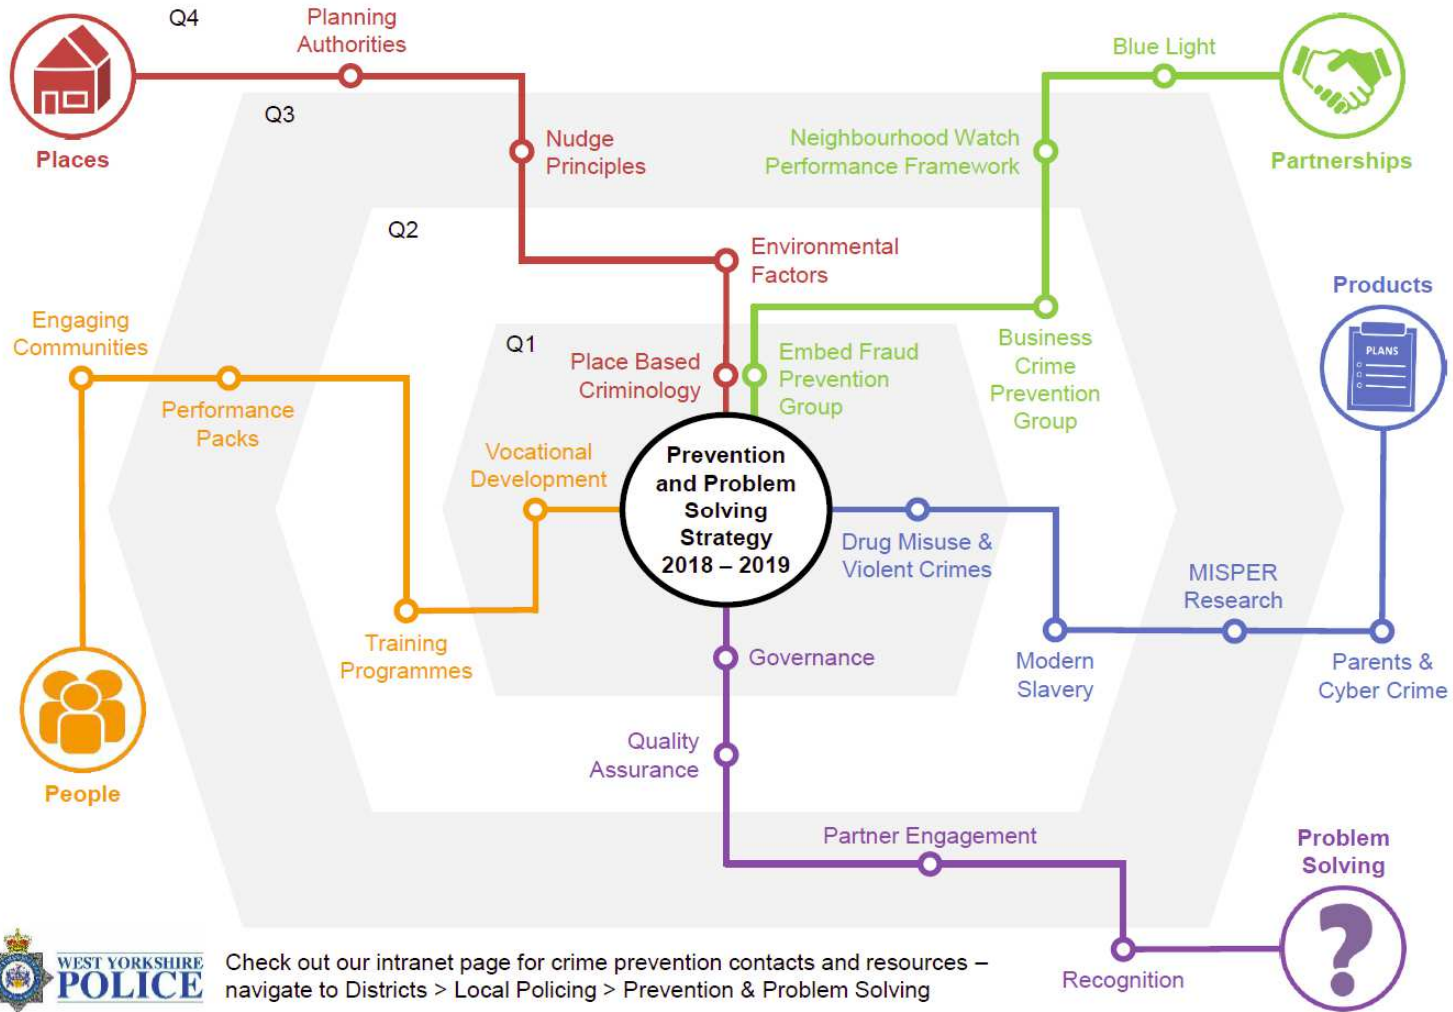 Q4
Planning
Authorities
Blue Light
Places
Q3
Nudge
Principles
Neighbourhood Watch
Performance Framework
Partnerships
Q2
Environmental
Factors
Products
PLANS
Engaging
Communities
Performance
Packs
Q1
Place Based
Criminology
Embed Fraud
Prevention
Group
Business
Crime
Prevention
Group
Vocational
Development
Prevention
and Problem
Solving
Strategy
2018 – 2019
Drug Misuse &
Violent Crimes
MISPER
Research
Training
Programmes
Governance
Modern
Slavery
Parents &
Cyber Crime
People
Quality
Assurance
Partner Engagement
Problem
Solving
?
Recognition
WEST YORKSHIRE
POLICE
Check out our intranet page for crime prevention contacts and resources –
navigate to Districts > Local Policing > Prevention & Problem Solving